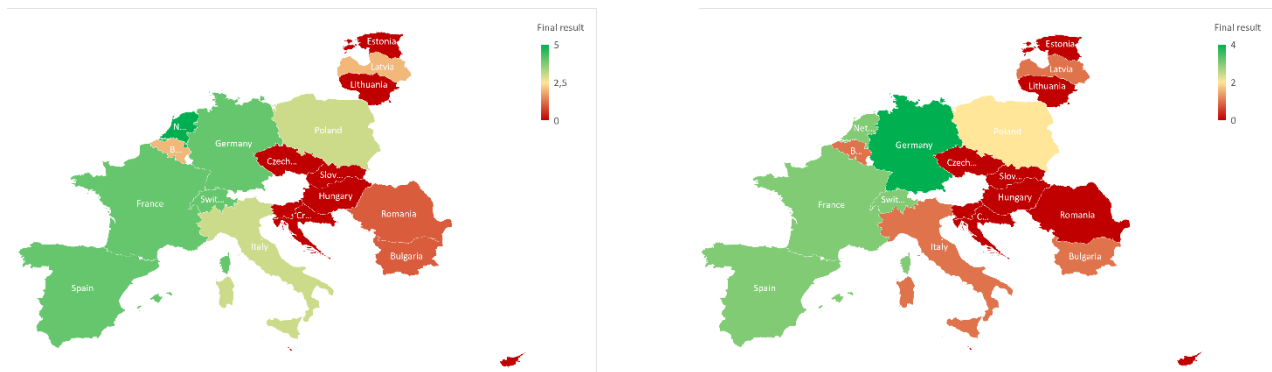 Final result
5
2,5
0
Estonia
Latvia
Lithuania
N...
B...
Germany
Poland
Czech...
Slov...
Hungary
France
Swit...
Cr...
Romania
Italy
Bulgaria
Spain
Final result
4
2
0
Estonia
Latvia
Lithuania
Net...
B...
Germany
Poland
Czech...
Slov...
Hungary
France
Swit...
C...
Romania
Italy
Bulgaria
Spain